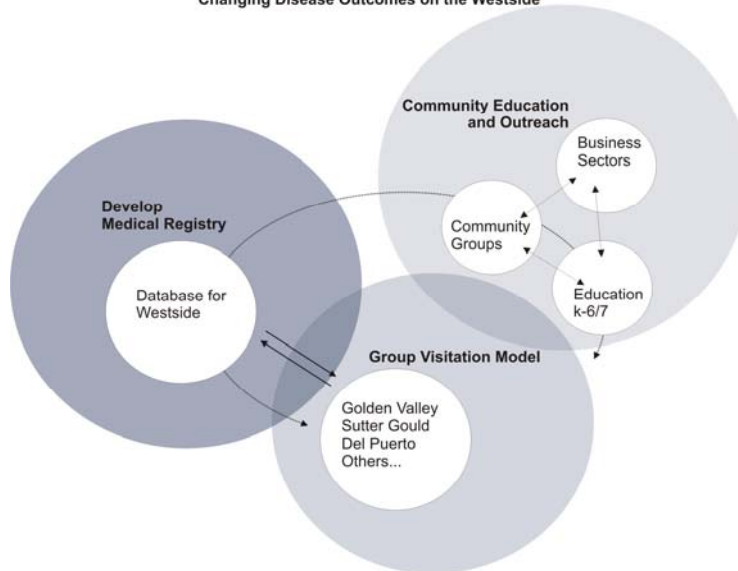 Changing Disease Outcomes on the Westside
Community Education
and Outreach
Business
Sectors
Community
Groups
Education
k-6/7
Develop
Medical Registry
Database for
Westside
Group Visitation Model
Golden Valley
Sutter Gould
Del Puerto
Others...